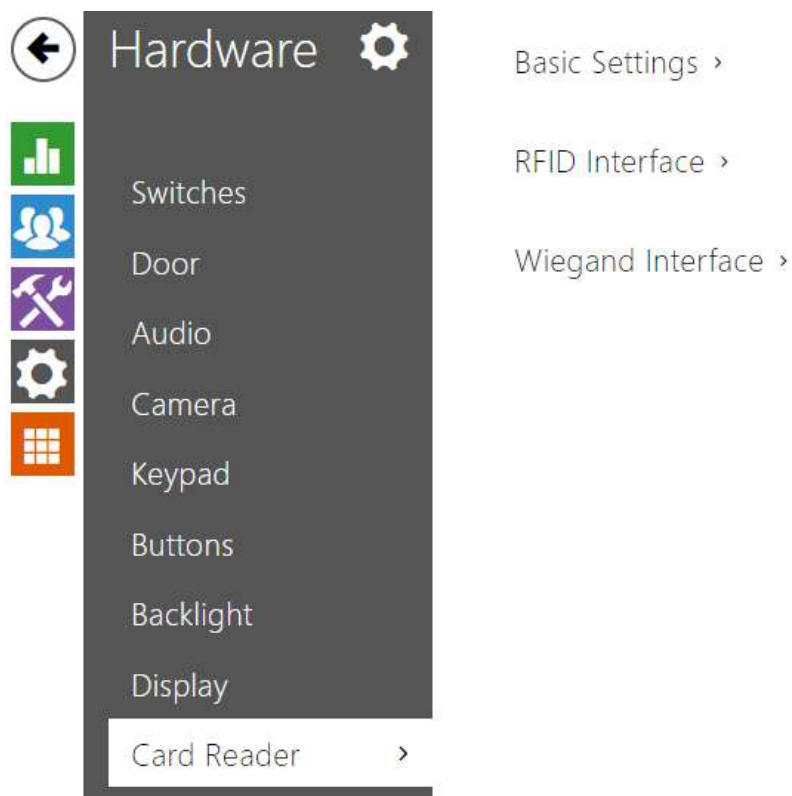 Hardware
Switches
Door
Audio
Camera
Keypad
Buttons
Backlight
Display
Card Reader
Basic Settings
RFID Interface
Wiegand Interface